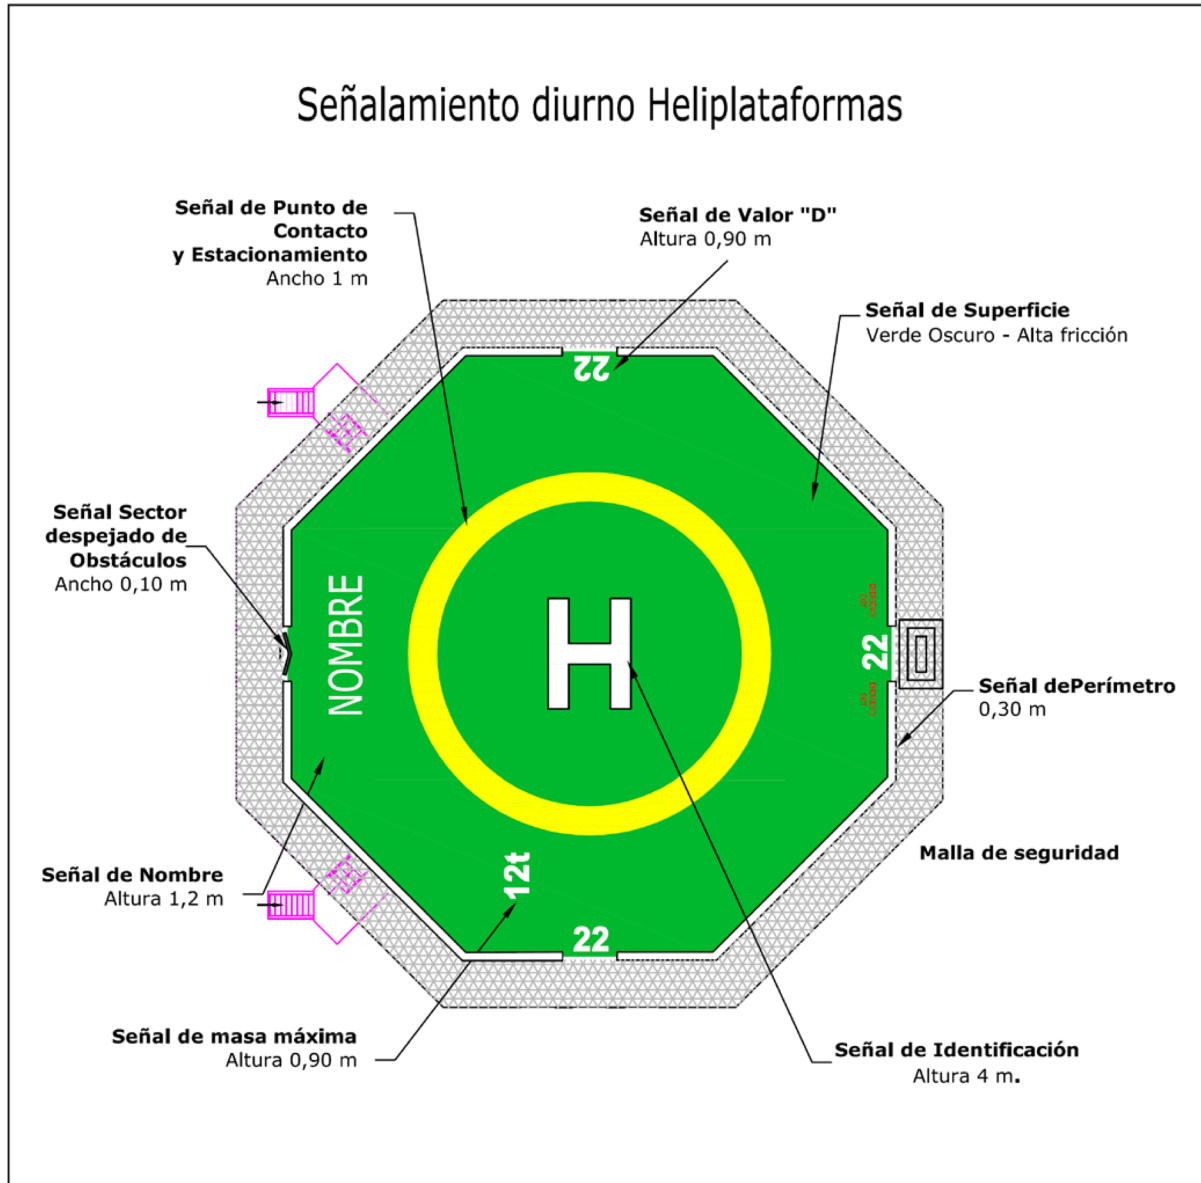 Señalamiento diurno Heliplataformas
Señal de Punto de
Contacto
y Estacionamiento
Ancho 1 m
Señal de Valor "D"
Altura 0,90 m
Señal de Superficie
Verde Oscuro - Alta fricción
22
Señal Sector
despejado de
Obstáculos
Ancho 0,10 m
NOMBRE
H
22
Señal dePerímetro
0,30 m
Malla de seguridad
Señal de Nombre
Altura 1,2 m
12t
22
Señal de masa máxima
Altura 0,90 m
Señal de Identificación
Altura 4 m.